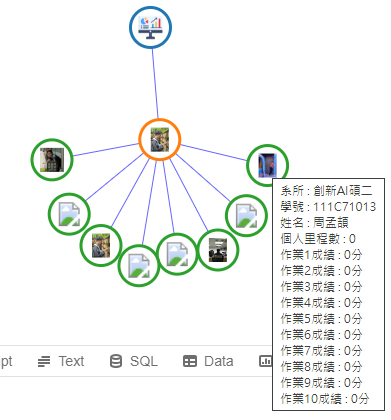 系所 : 創新AI碩二
學號 : 111C71013
姓名 : 周孟頡
個人里程數 : 0
作業1成績 : 0分
作業2成績 : 0分
作業3成績 : 0分
作業4成績 : 0分
作業5成績 : 0分
作業6成績 : 0分
作業7成績 : 0分
作業8成績 : 0分
作業9成績 : 0分
作業10成績 : 0分
pt Text SQL Data